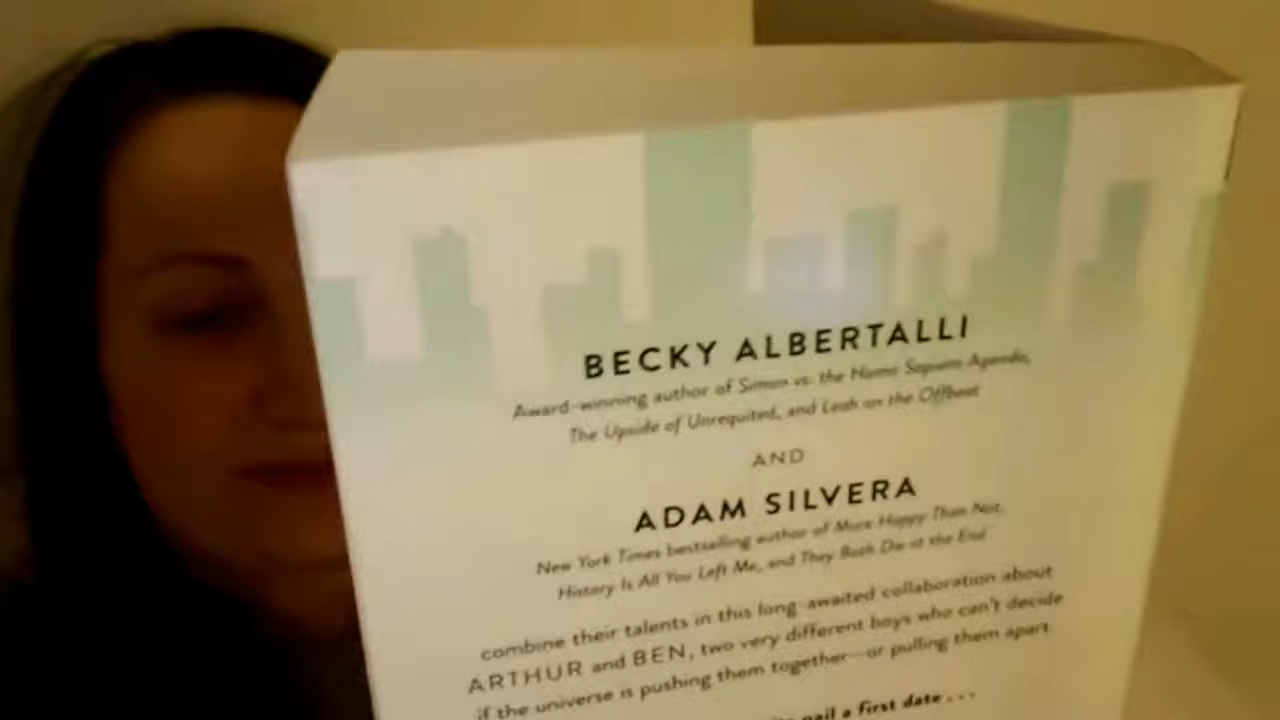 BECKY ALBERTALLI
Award-winning author of Simon vs. the Homo Sapiens Agenda,
The Upside of Unrequited, and Leah on the Offbeat
AND
ADAM SILVERA
New York Times bestselling author of More Happy Than Not,
History Is All You Left Me, and They Both Die at the End
combine their talents in this long-awaited collaboration about
ARTHUR and BEN, two very different boys who can't decide
if the universe is pushing them together—or pulling them apart.
nail a first date . . .